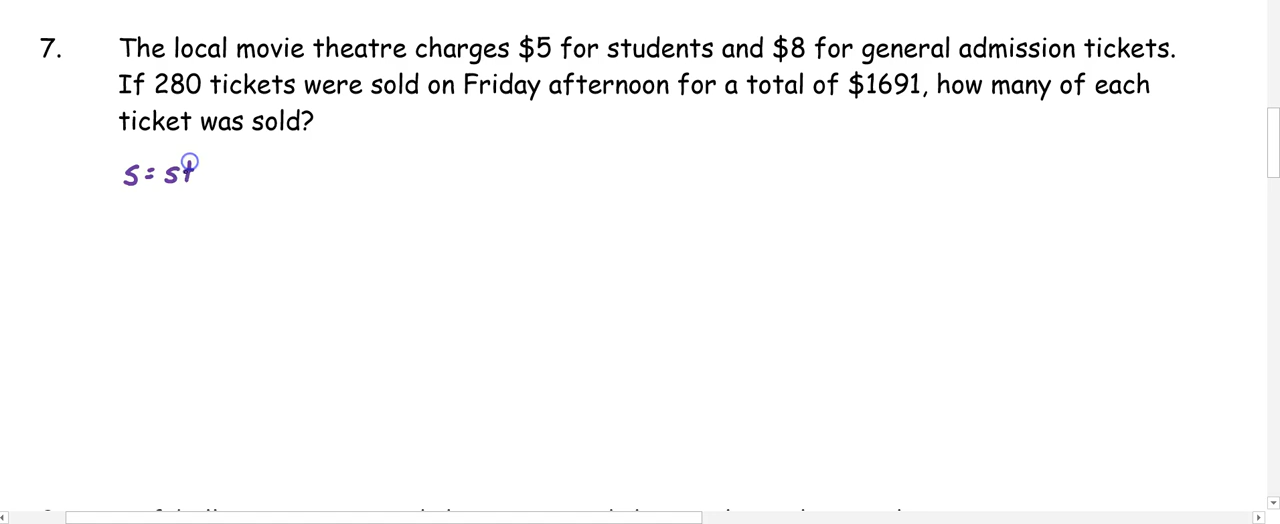 7. The local movie theatre charges $5 for students and $8 for general admission tickets.
If 280 tickets were sold on Friday afternoon for a total of $1691, how many of each
ticket was sold?
s = st